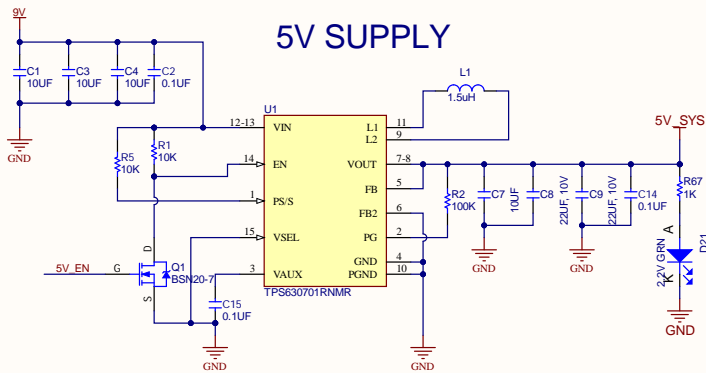 5V SUPPLY
9V
C1
10UF
C3
10UF
C4
10UF
C2
0.1UF
GND
R5
10K
R1
10K
U1
12-13
VIN
14
EN
1
PS/S
15
VSEL
3
VAUX
L1
11
L2
9
VOUT
7-8
FB
5
FB2
6
PG
2
GND
4
PGND
10
TPS630701RNMR
L1
1.5uH
5V_EN
G
D
S
Q1
BSN20-7
C15
0.1UF
GND
GND
R2
100K
C7
10UF
C8
22UF, 10V
C9
22UF, 10V
C14
0.1UF
GND
GND
5V_SYS
R67
1K
A
K
D21
2.2V GRN
GND